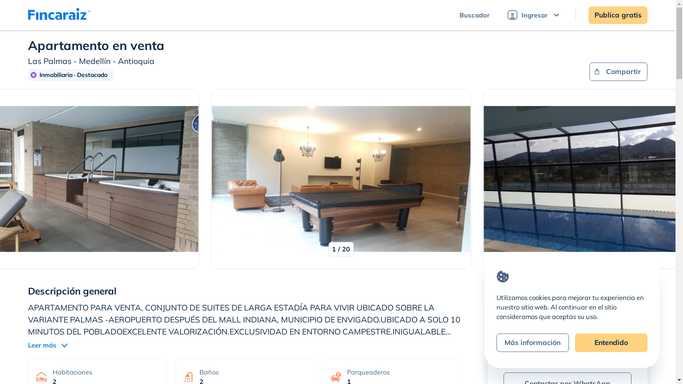 Fincaraiz
Buscador
Ingresar
Publica gratis
Apartamento en venta
Las Palmas - Medellín - Antioquia
Inmobiliaria · Destacado
Compartir
1 / 20
Descripción general
APARTAMENTO PARA VENTA, CONJUNTO DE SUITES DE LARGA ESTADÍA PARA VIVIR UBICADO SOBRE LA
VARIANTE PALMAS -AEROPUERTO DESPUÉS DEL MALL INDIANA, MUNICIPIO DE ENVIGADO.UBICADO A SOLO 10
MINUTOS DEL POBLADOEXCELENTE VALORIZACIÓN.EXCLUSIVIDAD EN ENTORNO CAMPESTRE.INIGUALABLE...
Leer más
Habitaciones
2
Baños
2
Parqueaderos
1
Utilizamos cookies para mejorar tu experiencia en
nuestro sitio web. Al continuar en el sitio
consideramos que aceptas su uso.
Más información
Entendido
Contactar por WhatsApp